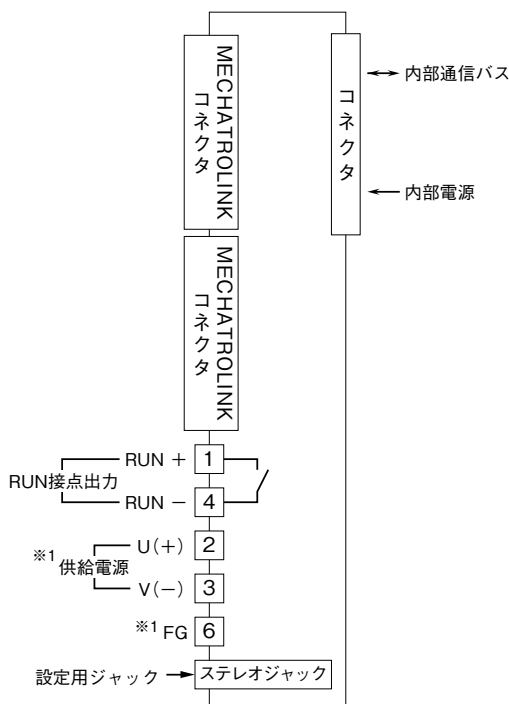 MECHATROLINK
コネクタ
コネクタ
内部通信バス
内部電源
MECHATROLINK
コネクタ
RUN接点出力
RUN + 1
RUN − 4
※1 供給電源
U(+) 2
V(−) 3
※1 FG 6
設定用ジャック ステレオジャック